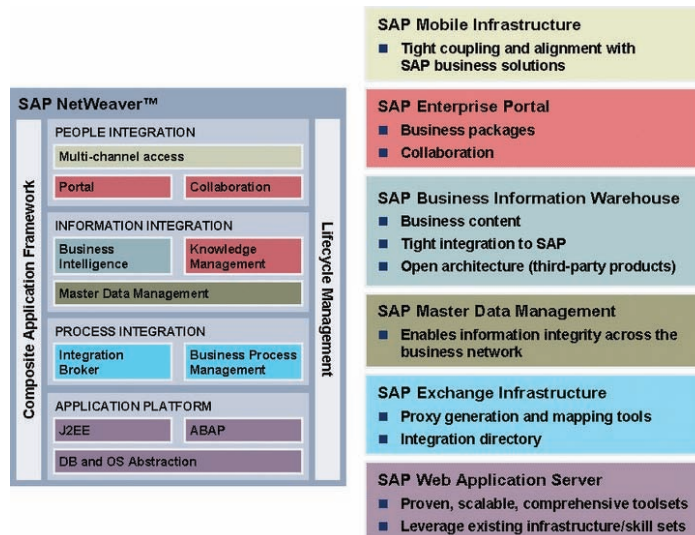 SAP NetWeaver™
Composite Application Framework
PEOPLE INTEGRATION
Multi-channel access
Portal
Collaboration
INFORMATION INTEGRATION
Business
Intelligence
Knowledge
Management
Master Data Management
PROCESS INTEGRATION
Integration
Broker
Business Process
Management
APPLICATION PLATFORM
J2EE
ABAP
DB and OS Abstraction
Lifecycle Management
SAP Mobile Infrastructure
■ Tight coupling and alignment with
SAP business solutions
SAP Enterprise Portal
■ Business packages
■ Collaboration
SAP Business Information Warehouse
■ Business content
■ Tight integration to SAP
■ Open architecture (third-party products)
SAP Master Data Management
■ Enables information integrity across the
business network
SAP Exchange Infrastructure
■ Proxy generation and mapping tools
■ Integration directory
SAP Web Application Server
■ Proven, scalable, comprehensive toolsets
■ Leverage existing infrastructure/skill sets